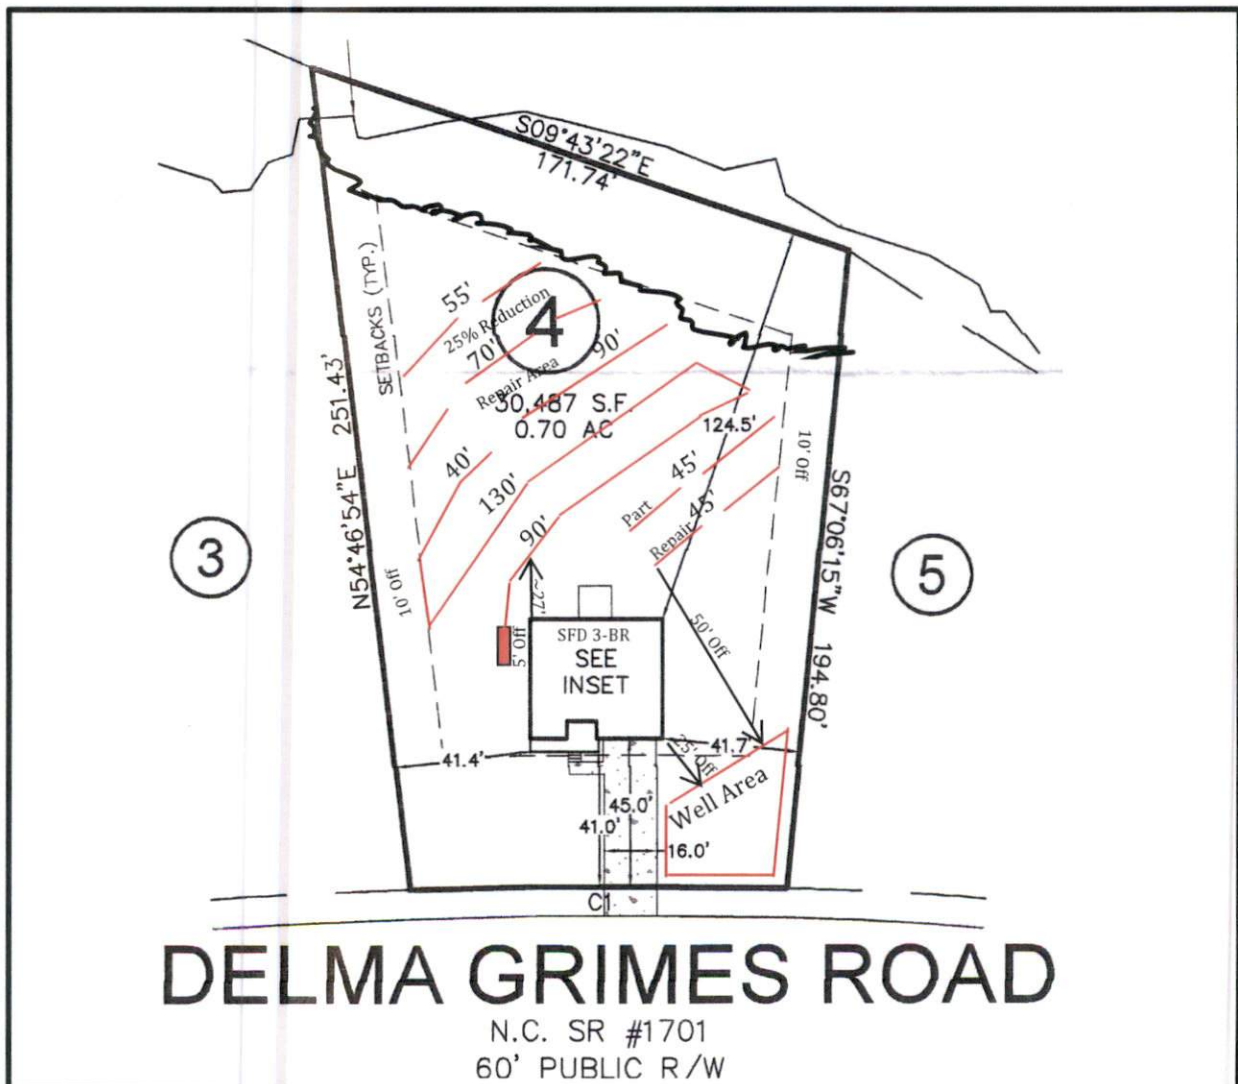 S09°43'22"E
171.74'
SETBACKS (TYP.)
55'
25% Reduction
4
70'
90'
Repair Area
30,487 S.F.
0.70 AC
124.5'
10' Off
N54°46'54"E 251.43'
40'
130'
90'
45'
Part
45'
Repair
S67°06'15"W 194.80'
3
5
10' Off
~27'
5' Off
SFD 3-BR
SEE
INSET
50' Off
41.4'
25' Off
41.7'
Well Area
45.0'
41.0'
16.0'
C1
DELMA GRIMES ROAD
N.C. SR #1701
60' PUBLIC R/W